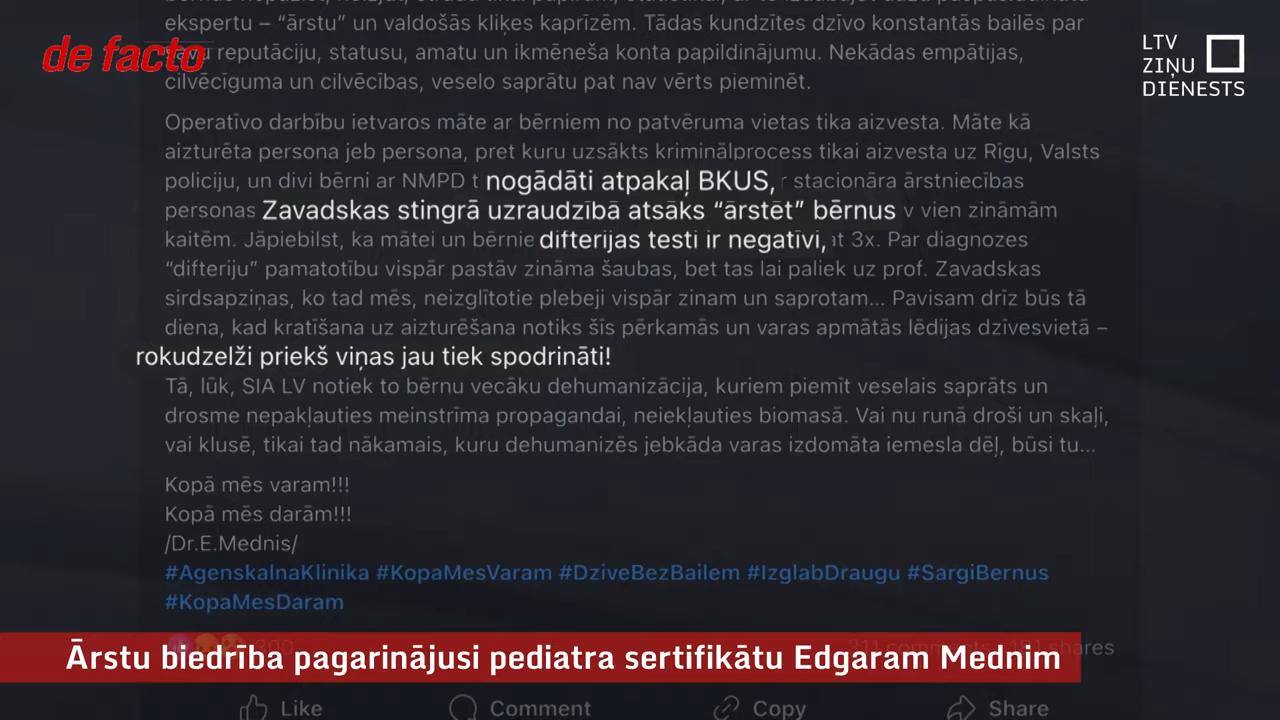 de facto
LTV
ZIŅU
DIENESTS
ekspertu – “ārstu” un valdošās kliķes kaprīzēm. Tādas kundzītes dzīvo konstantās bailēs par
reputāciju, statusu, amatu un ikmēneša konta papildinājumu. Nekādas empātijas,
cilvēcīguma un cilvēcības, veselo saprātu pat nav vērts pieminēt.
Operatīvo darbību ietvaros māte ar bērniem no patvēruma vietas tika aizvesta. Māte kā
aizturēta persona jeb persona, pret kuru uzsākts kriminālprocess tikai aizvesta uz Rīgu, Valsts
policiju, un divi bērni ar NMPD t nogādāti atpakaļ BKUS, r stacionāra ārstniecības
personas Zavadskas stingrā uzraudzībā atsāks “ārstēt” bērnus v vien zināmām
kaitēm. Jāpiebilst, ka mātei un bērnie difterijas testi ir negatīvi, at 3x. Par diagnozes
“difteriju” pamatotību vispār pastāv zināma šaubas, bet tas lai paliek uz prof. Zavadskas
sirdsapziņas, ko tad mēs, neizglītotie plebeji vispār zinam un saprotam... Pavisam drīz būs tā
diena, kad kratīšana uz aizturēšana notiks šīs pērkamās un varas apmātās lēdijas dzīvesvietā –
rokudzelži priekš viņas jau tiek spodrināti!
Tā, lūk, SIA LV notiek to bērnu vecāku dehumanizācija, kuriem piemīt veselais saprāts un
drosme nepakļauties meinstrīma propagandai, neiekļauties biomasā. Vai nu runā droši un skaļi,
vai klusē, tikai tad nākamais, kuru dehumanizēs jebkāda varas izdomāta iemesla dēļ, būsi tu...
Kopā mēs varam!!!
Kopā mēs darām!!!
/Dr.E.Mednis/
#AgenskalnaKlinika #KopaMesVaram #DziveBezBailem #IzglabDraugu #SargiBernus
#KopaMesDaram
Ārstu biedrība pagarinājusi pediatra sertifikātu Edgaram Mednim
Like Comment Copy Share